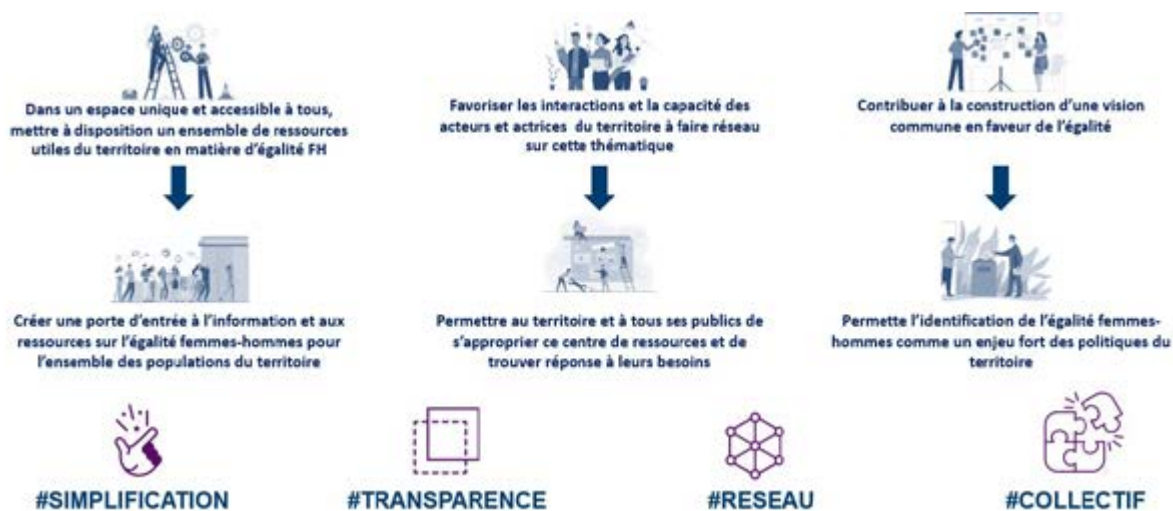 Dans un espace unique et accessible à tous,
mettre à disposition un ensemble de ressources
utiles du territoire en matière d'égalité FH
Favoriser les interactions et la capacité des
acteurs et actrices du territoire à faire réseau
sur cette thématique
Contribuer à la construction d'une vision
commune en faveur de l'égalité
Créer une porte d'entrée à l'information et aux
ressources sur l'égalité femmes-hommes pour
l'ensemble des populations du territoire
Permettre au territoire et à tous ses publics de
s'approprier ce centre de ressources et de
trouver réponse à leurs besoins
Permette l'identification de l'égalité femmes-
hommes comme un enjeu fort des politiques du
territoire
#SIMPLIFICATION
#TRANSPARENCE
#RESEAU
#COLLECTIF